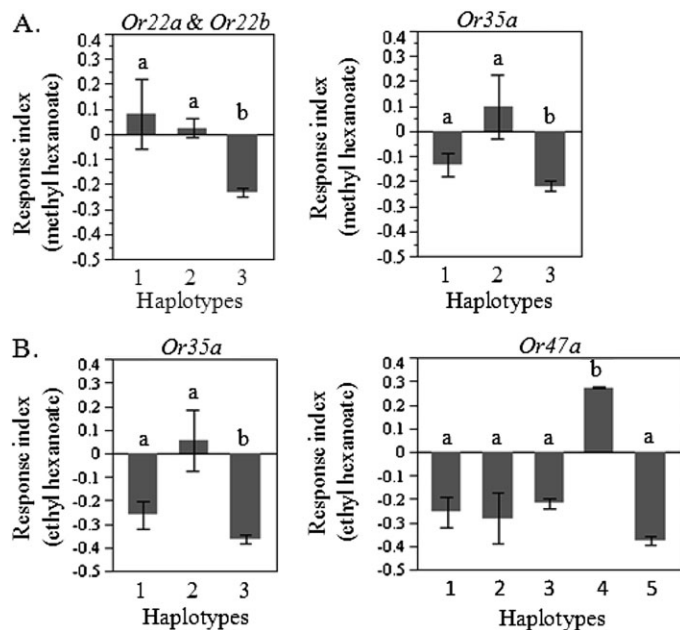 A.
Or22a & Or22b
Response index
(methyl hexanoate)
0.4
0.3
0.2
0.1
0
-0.1
-0.2
-0.3
-0.4
-0.5
a
a
b
1 2 3
Haplotypes
Or35a
Response index
(methyl hexanoate)
0.4
0.3
0.2
0.1
0
-0.1
-0.2
-0.3
-0.4
-0.5
a
a
b
1 2 3
Haplotypes
B.
Or35a
Response index
(ethyl hexanoate)
0.4
0.3
0.2
0.1
0
-0.1
-0.2
-0.3
-0.4
-0.5
a
a
b
1 2 3
Haplotypes
Or47a
Response index
(ethyl hexanoate)
0.4
0.3
0.2
0.1
0
-0.1
-0.2
-0.3
-0.4
-0.5
a
a
a
b
a
1 2 3 4 5
Haplotypes